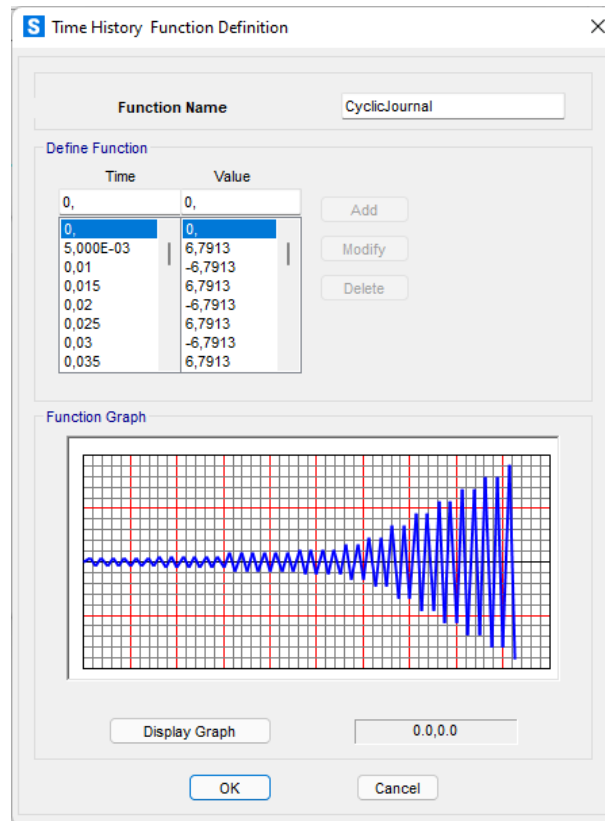 S Time History Function Definition
Function Name CyclicJournal
Define Function
Time Value
0, 0,
Add
0, 0,
5,000E-03 6,7913
0,01 -6,7913
Modify
0,015 6,7913
0,02 -6,7913
Delete
0,025 6,7913
0,03 -6,7913
0,035 6,7913
Function Graph
Display Graph 0.0,0.0
OK Cancel